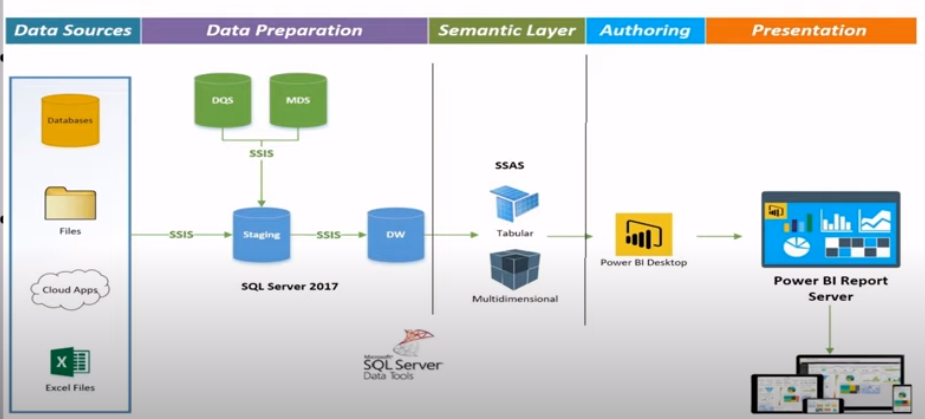 Data Sources
Data Preparation
Semantic Layer
Authoring
Presentation
Databases
Files
Cloud Apps
Excel Files
DQS
MDS
SSIS
SSIS
Staging
SSIS
DW
SQL Server 2017
SSAS
Tabular
Multidimensional
Microsoft
SQL Server
Data Tools
Power BI Desktop
Power BI Report
Server